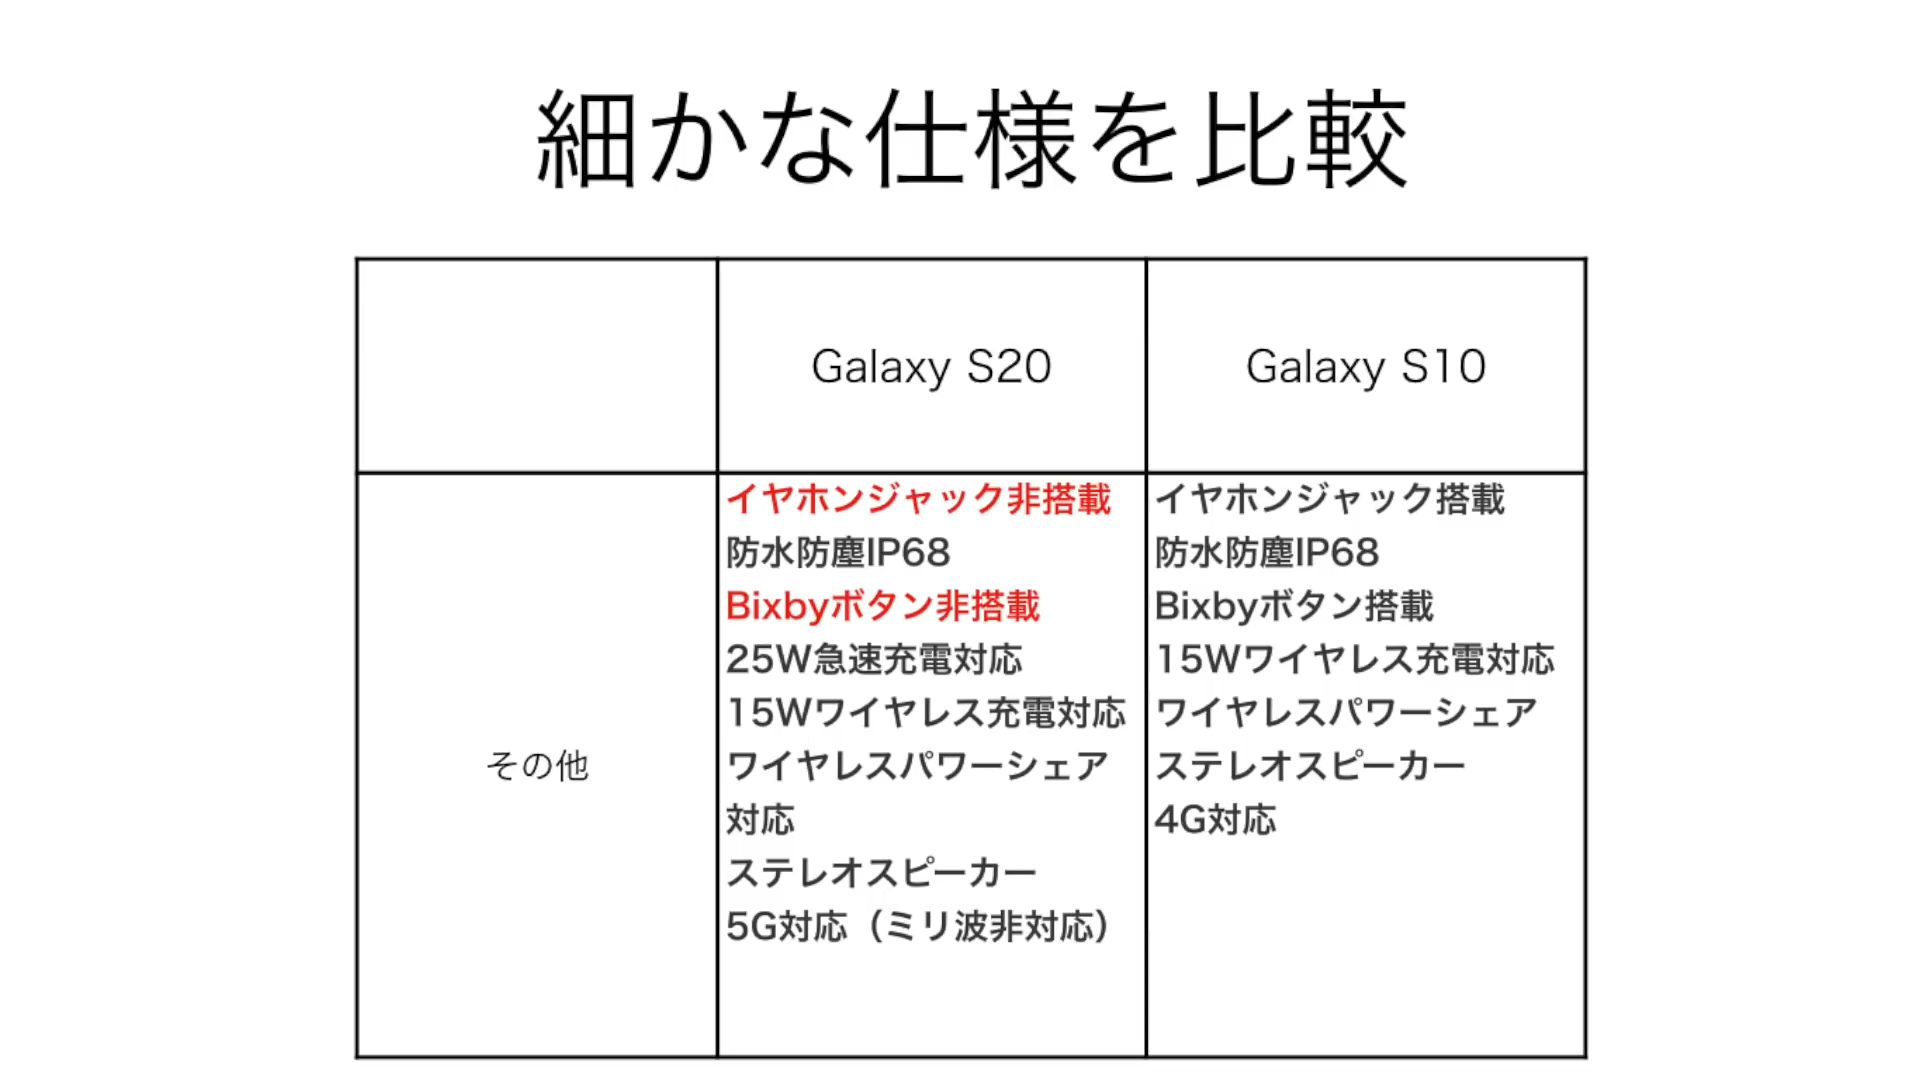 細かな仕様を比較
Galaxy S20
Galaxy S10
その他
イヤホンジャック非搭載
防水防塵IP68
Bixbyボタン非搭載
25W急速充電対応
15Wワイヤレス充電対応
ワイヤレスパワーシェア
対応
ステレオスピーカー
5G対応（ミリ波非対応）
イヤホンジャック搭載
防水防塵IP68
Bixbyボタン搭載
15Wワイヤレス充電対応
ワイヤレスパワーシェア
ステレオスピーカー
4G対応